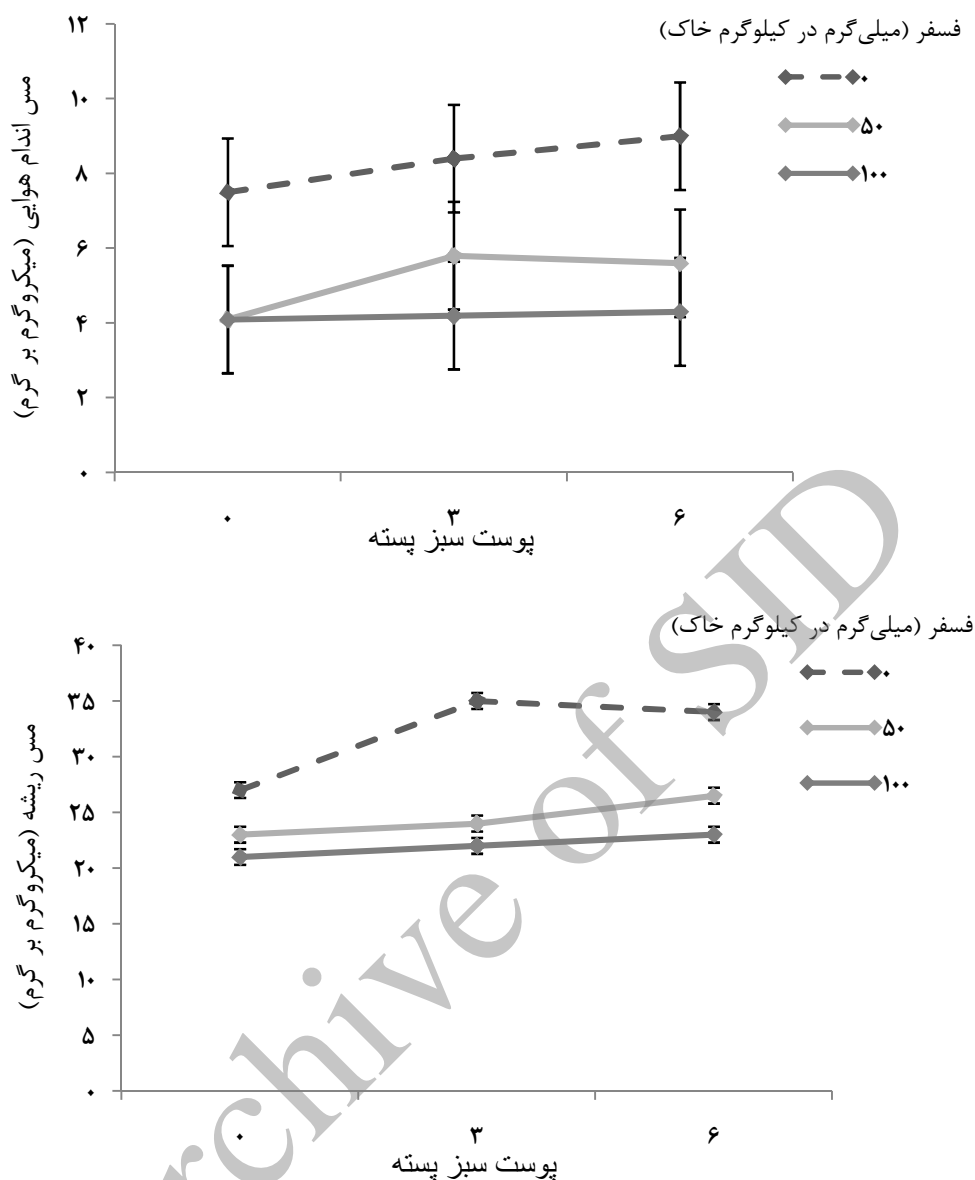 فسفر (میلی‌گرم در کیلوگرم خاک)
۰
۵۰
۱۰۰
مس اندام هوایی (میکروگرم بر گرم)
۱۲
۱۰
۸
۶
۴
۲
۰
۰ ۳ ۶
پوست سبز پسته
فسفر (میلی‌گرم در کیلوگرم خاک)
۰
۵۰
۱۰۰
مس ریشه (میکروگرم بر گرم)
۴۰
۳۵
۳۰
۲۵
۲۰
۱۵
۱۰
۵
۰
۰ ۳ ۶
پوست سبز پسته
rchive of SID